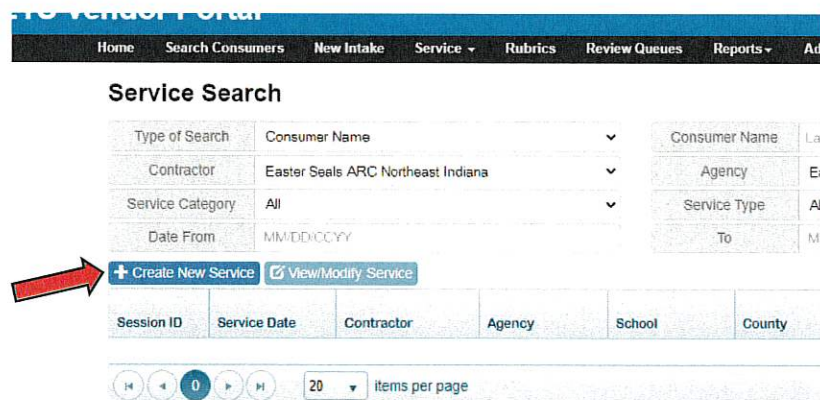 Vendor Portal
Home Search Consumers New Intake Service Rubrics Review Queues Reports
Service Search
Type of Search Consumer Name Consumer Name
Contractor Easter Seals ARC Northeast Indiana Agency
Service Category All Service Type
Date From MM/DD/CCYY To
Create New Service View/Modify Service
Session ID Service Date Contractor Agency School County
0 20 items per page